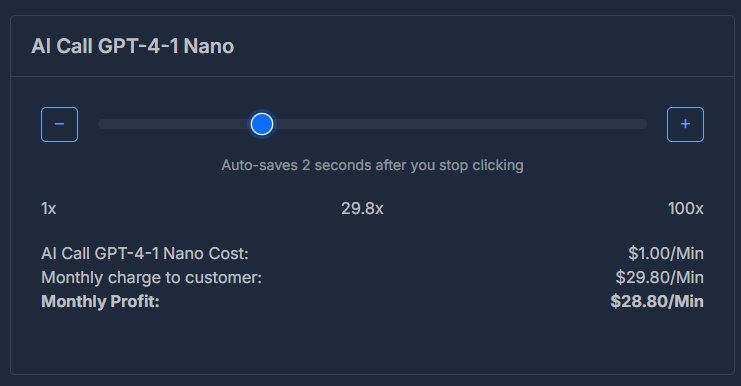 AI Call GPT-4-1 Nano
− +
Auto-saves 2 seconds after you stop clicking
1x 29.8x 100x
AI Call GPT-4-1 Nano Cost: $1.00/Min
Monthly charge to customer: $29.80/Min
Monthly Profit: $28.80/Min